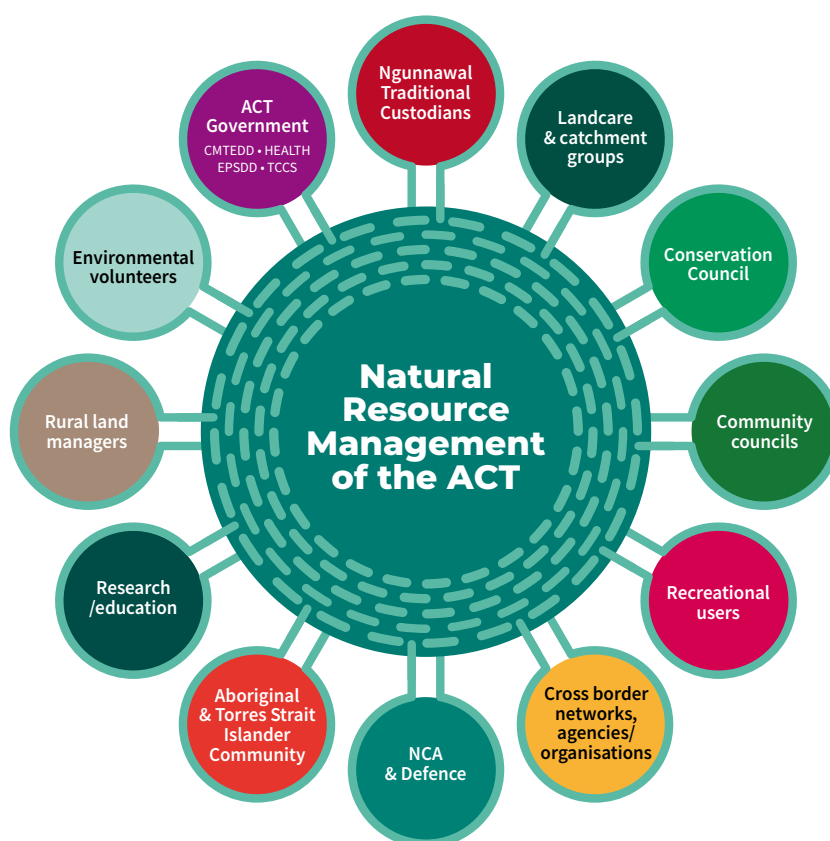 Ngunnawal
Traditional
Custodians
Landcare
& catchment
groups
Conservation
Council
Community
councils
Recreational
users
Cross border
networks,
agencies/
organisations
NCA
& Defence
Aboriginal
& Torres Strait
Islander
Community
Research
/education
Rural land
managers
Environmental
volunteers
ACT
Government
CMTEDD • HEALTH
EPSDD • TCCS
Natural
Resource
Management
of the ACT